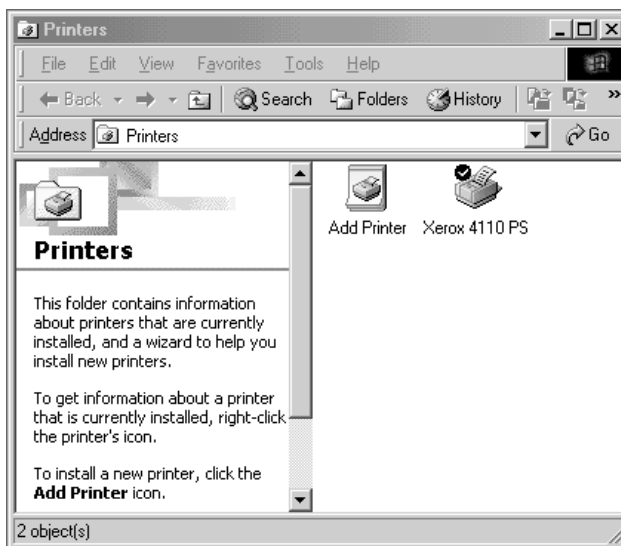 Printers
File Edit View Favorites Tools Help
Back Search Folders History »
Address Printers Go
Add Printer Xerox 4110 PS
Printers
This folder contains information
about printers that are currently
installed, and a wizard to help you
install new printers.
To get information about a printer
that is currently installed, right-click
the printer's icon.
To install a new printer, click the
Add Printer icon.
2 object(s)